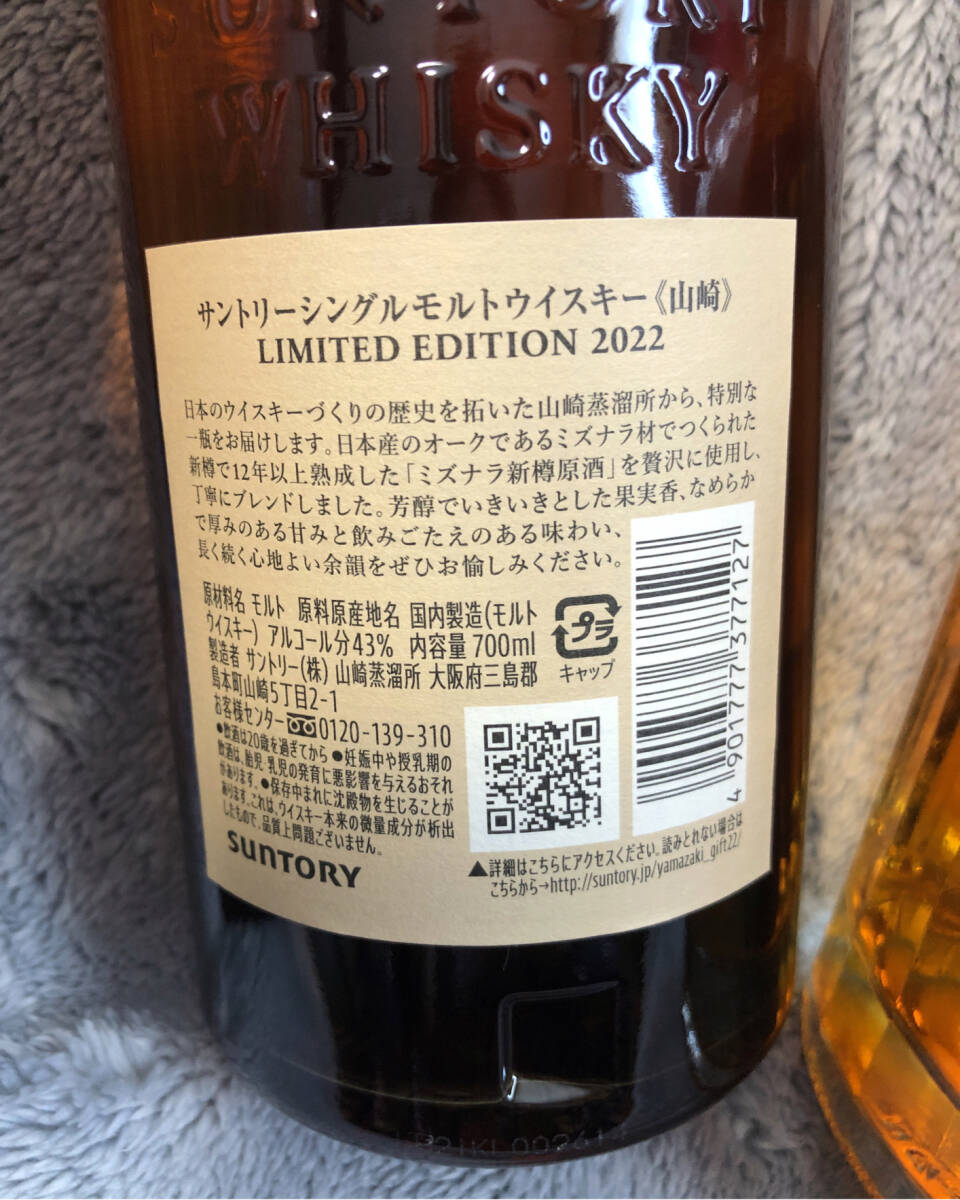 SUNTORY
WHISKY
サントリーシングルモルトウイスキー《山崎》
LIMITED EDITION 2022
日本のウイスキーづくりの歴史を拓いた山崎蒸溜所から、特別な
一瓶をお届けします。日本産のオークであるミズナラ材でつくられた
新樽で12年以上熟成した「ミズナラ新樽原酒」を贅沢に使用し、
丁寧にブレンドしました。芳醇でいきいきとした果実香、なめらか
で厚みのある甘みと飲みごたえのある味わい、
長く続く心地よい余韻をぜひお愉しみください。
原材料名 モルト 原料原産地名 国内製造(モルト
ウイスキー) アルコール分43% 内容量700ml
製造者 サントリー(株) 山崎蒸溜所 大阪府三島郡
島本町山崎5丁目2-1
お客様センター 0120-139-310
●飲酒は20歳を過ぎてから ●妊娠中や授乳期の
飲酒は、胎児・乳児の発育に悪影響を与えるおそれ
があります。●保存中まれに沈殿物を生じることが
あります。これは、ウイスキー本来の微量成分が析出
したもので、品質上問題ございません。
SUNTORY
プラ
キャップ
4 901777 377127
▲詳細はこちらにアクセスください。読みとれない場合は
こちらから→http://suntory.jp/yamazaki_gift22/